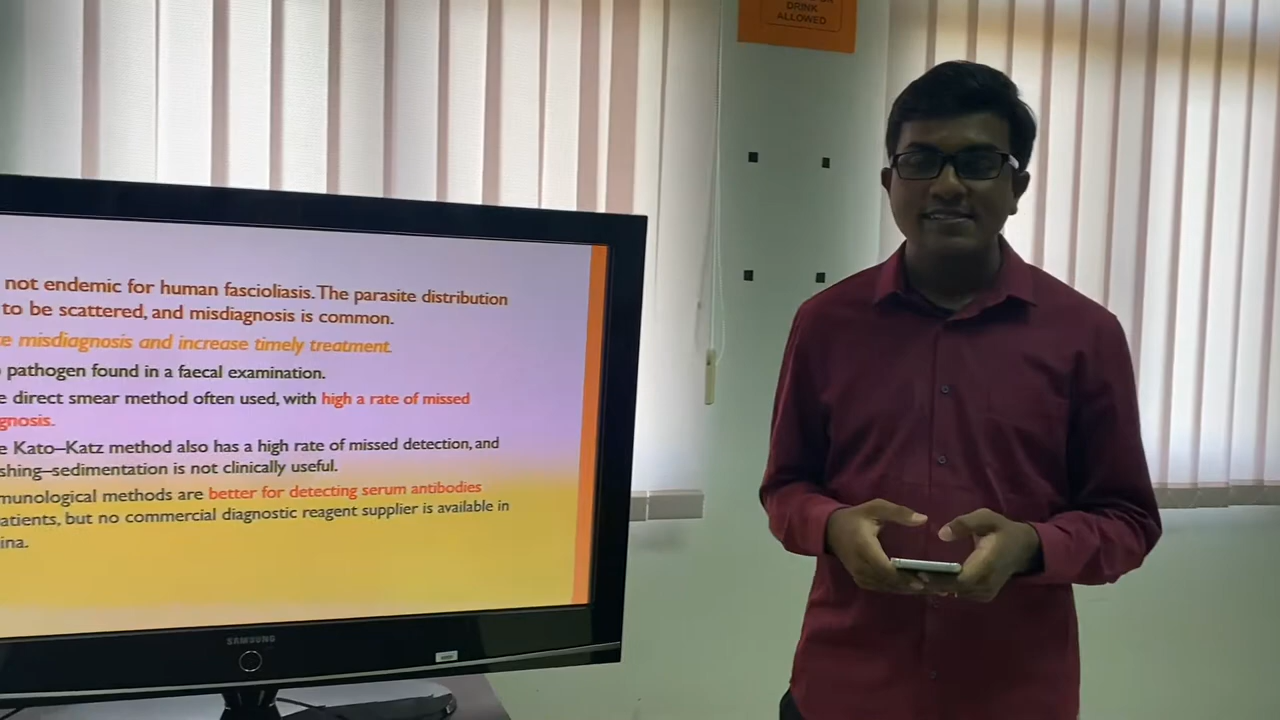 DRINK
ALLOWED
not endemic for human fascioliasis. The parasite distribution
to be scattered, and misdiagnosis is common.
misdiagnosis and increase timely treatment.
pathogen found in a faecal examination.
direct smear method often used, with high a rate of missed
gnosis.
Kato–Katz method also has a high rate of missed detection, and
shing–sedimentation is not clinically useful.
munological methods are better for detecting serum antibodies
atients, but no commercial diagnostic reagent supplier is available in
ina.
SAMSUNG